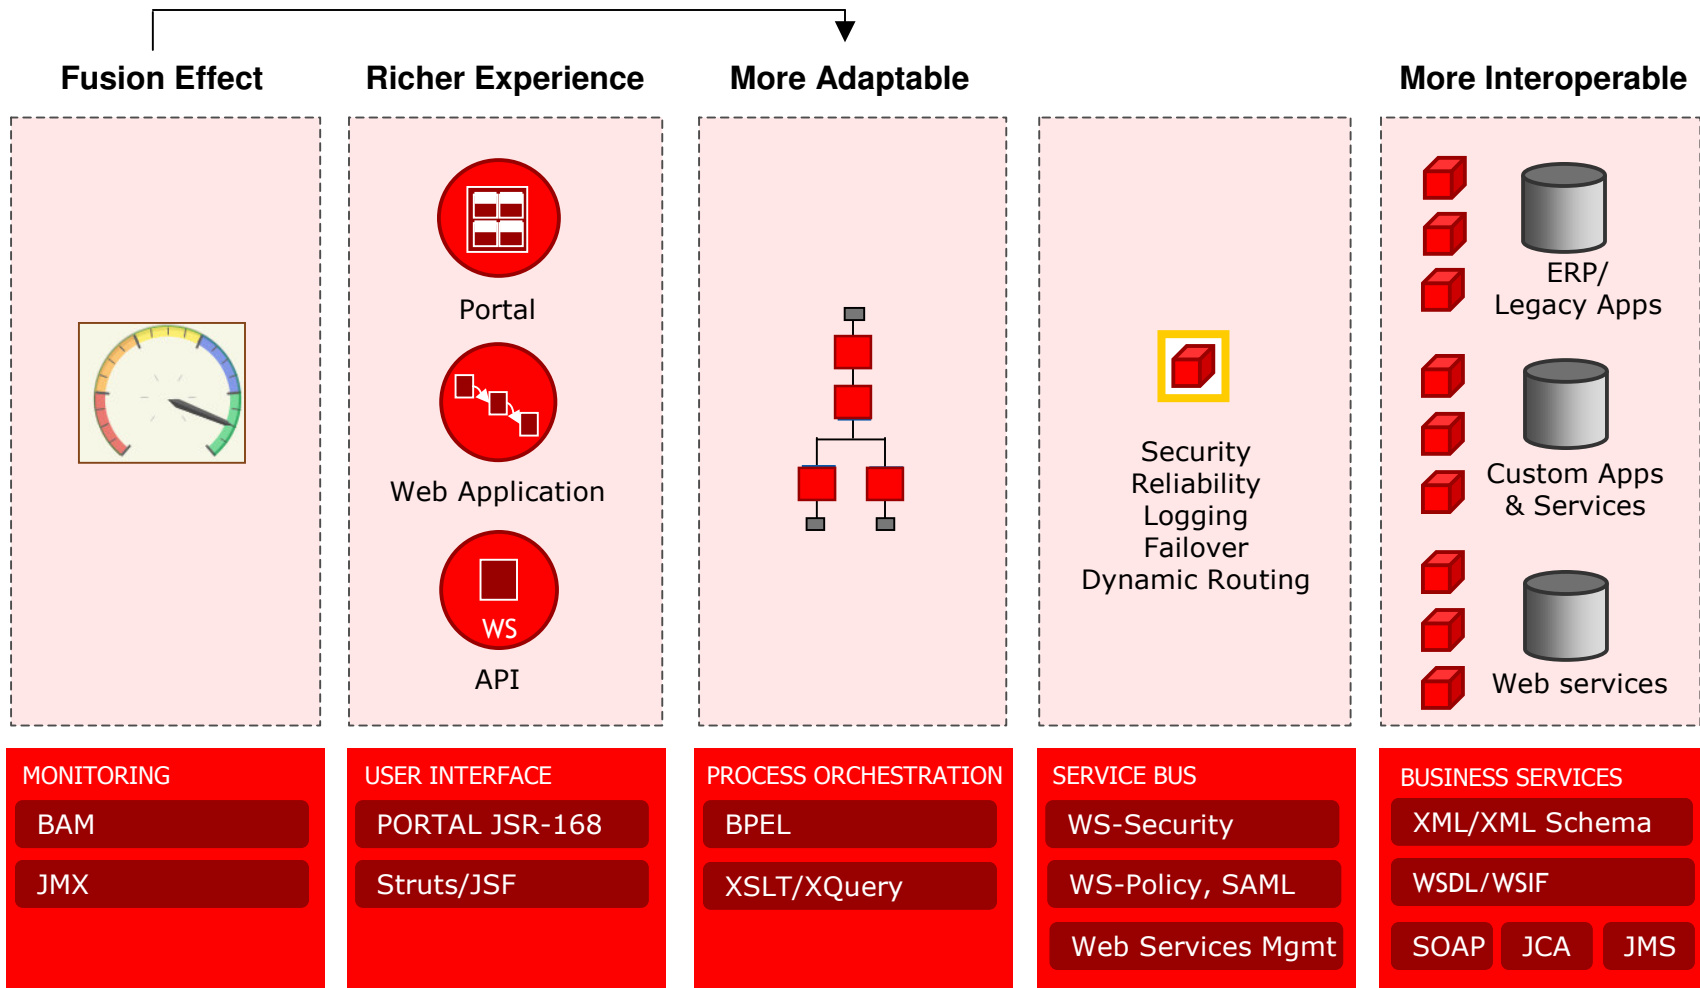 Fusion Effect
Richer Experience
More Adaptable
More Interoperable
Portal
Web Application
WS
API
Security
Reliability
Logging
Failover
Dynamic Routing
ERP/
Legacy Apps
Custom Apps
& Services
Web services
MONITORING
BAM
JMX
USER INTERFACE
PORTAL JSR-168
Struts/JSF
PROCESS ORCHESTRATION
BPEL
XSLT/XQuery
SERVICE BUS
WS-Security
WS-Policy, SAML
Web Services Mgmt
BUSINESS SERVICES
XML/XML Schema
WSDL/WSIF
SOAP
JCA
JMS